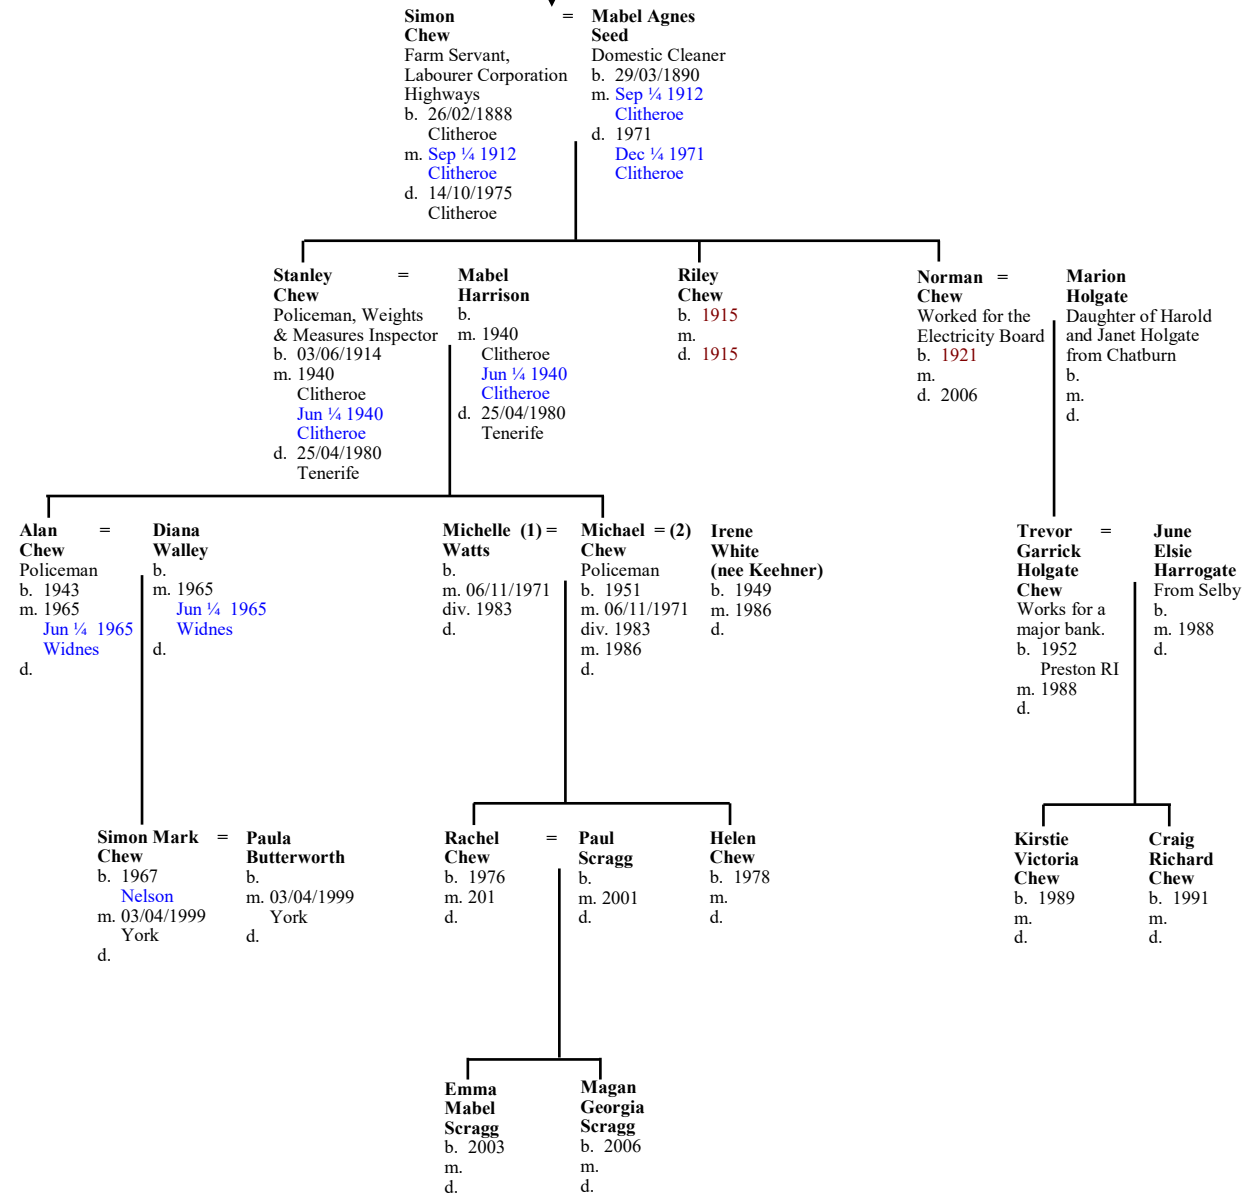 Simon
Chew
Farm Servant,
Labourer Corporation
Highways
b. 26/02/1888
Clitheroe
m. Sep ¼ 1912
Clitheroe
d. 14/10/1975
Clitheroe
=
Mabel Agnes
Seed
Domestic Cleaner
b. 29/03/1890
m. Sep ¼ 1912
Clitheroe
d. 1971
Dec ¼ 1971
Clitheroe
Stanley
Chew
Policeman, Weights
& Measures Inspector
b. 03/06/1914
m. 1940
Clitheroe
Jun ¼ 1940
Clitheroe
d. 25/04/1980
Tenerife
=
Mabel
Harrison
b.
m. 1940
Clitheroe
Jun ¼ 1940
Clitheroe
d. 25/04/1980
Tenerife
Riley
Chew
b. 1915
m.
d. 1915
Norman =
Chew
Worked for the
Electricity Board
b. 1921
m.
d. 2006
Marion
Holgate
Daughter of Harold
and Janet Holgate
from Chatburn
b.
m.
d.
Alan =
Chew
Policeman
b. 1943
m. 1965
Jun ¼ 1965
Widnes
d.
Diana
Walley
b.
m. 1965
Jun ¼ 1965
Widnes
d.
Michelle (1) =
Watts
b.
m. 06/11/1971
div. 1983
d.
Michael = (2)
Chew
Policeman
b. 1951
m. 06/11/1971
div. 1983
m. 1986
d.
Irene
White
(nee Keehner)
b. 1949
m. 1986
d.
Trevor =
Garrick
Holgate
Chew
Works for a
major bank.
b. 1952
Preston RI
m. 1988
d.
June
Elsie
Harrogate
From Selby
b.
m. 1988
d.
Simon Mark =
Chew
b. 1967
Nelson
m. 03/04/1999
York
d.
Paula
Butterworth
b.
m. 03/04/1999
York
d.
Rachel =
Chew
b. 1976
m. 201
d.
Paul
Scragg
b.
m. 2001
d.
Helen
Chew
b. 1978
m.
d.
Kirstie
Victoria
Chew
b. 1989
m.
d.
Craig
Richard
Chew
b. 1991
m.
d.
Emma
Mabel
Scragg
b. 2003
m.
d.
Magan
Georgia
Scragg
b. 2006
m.
d.